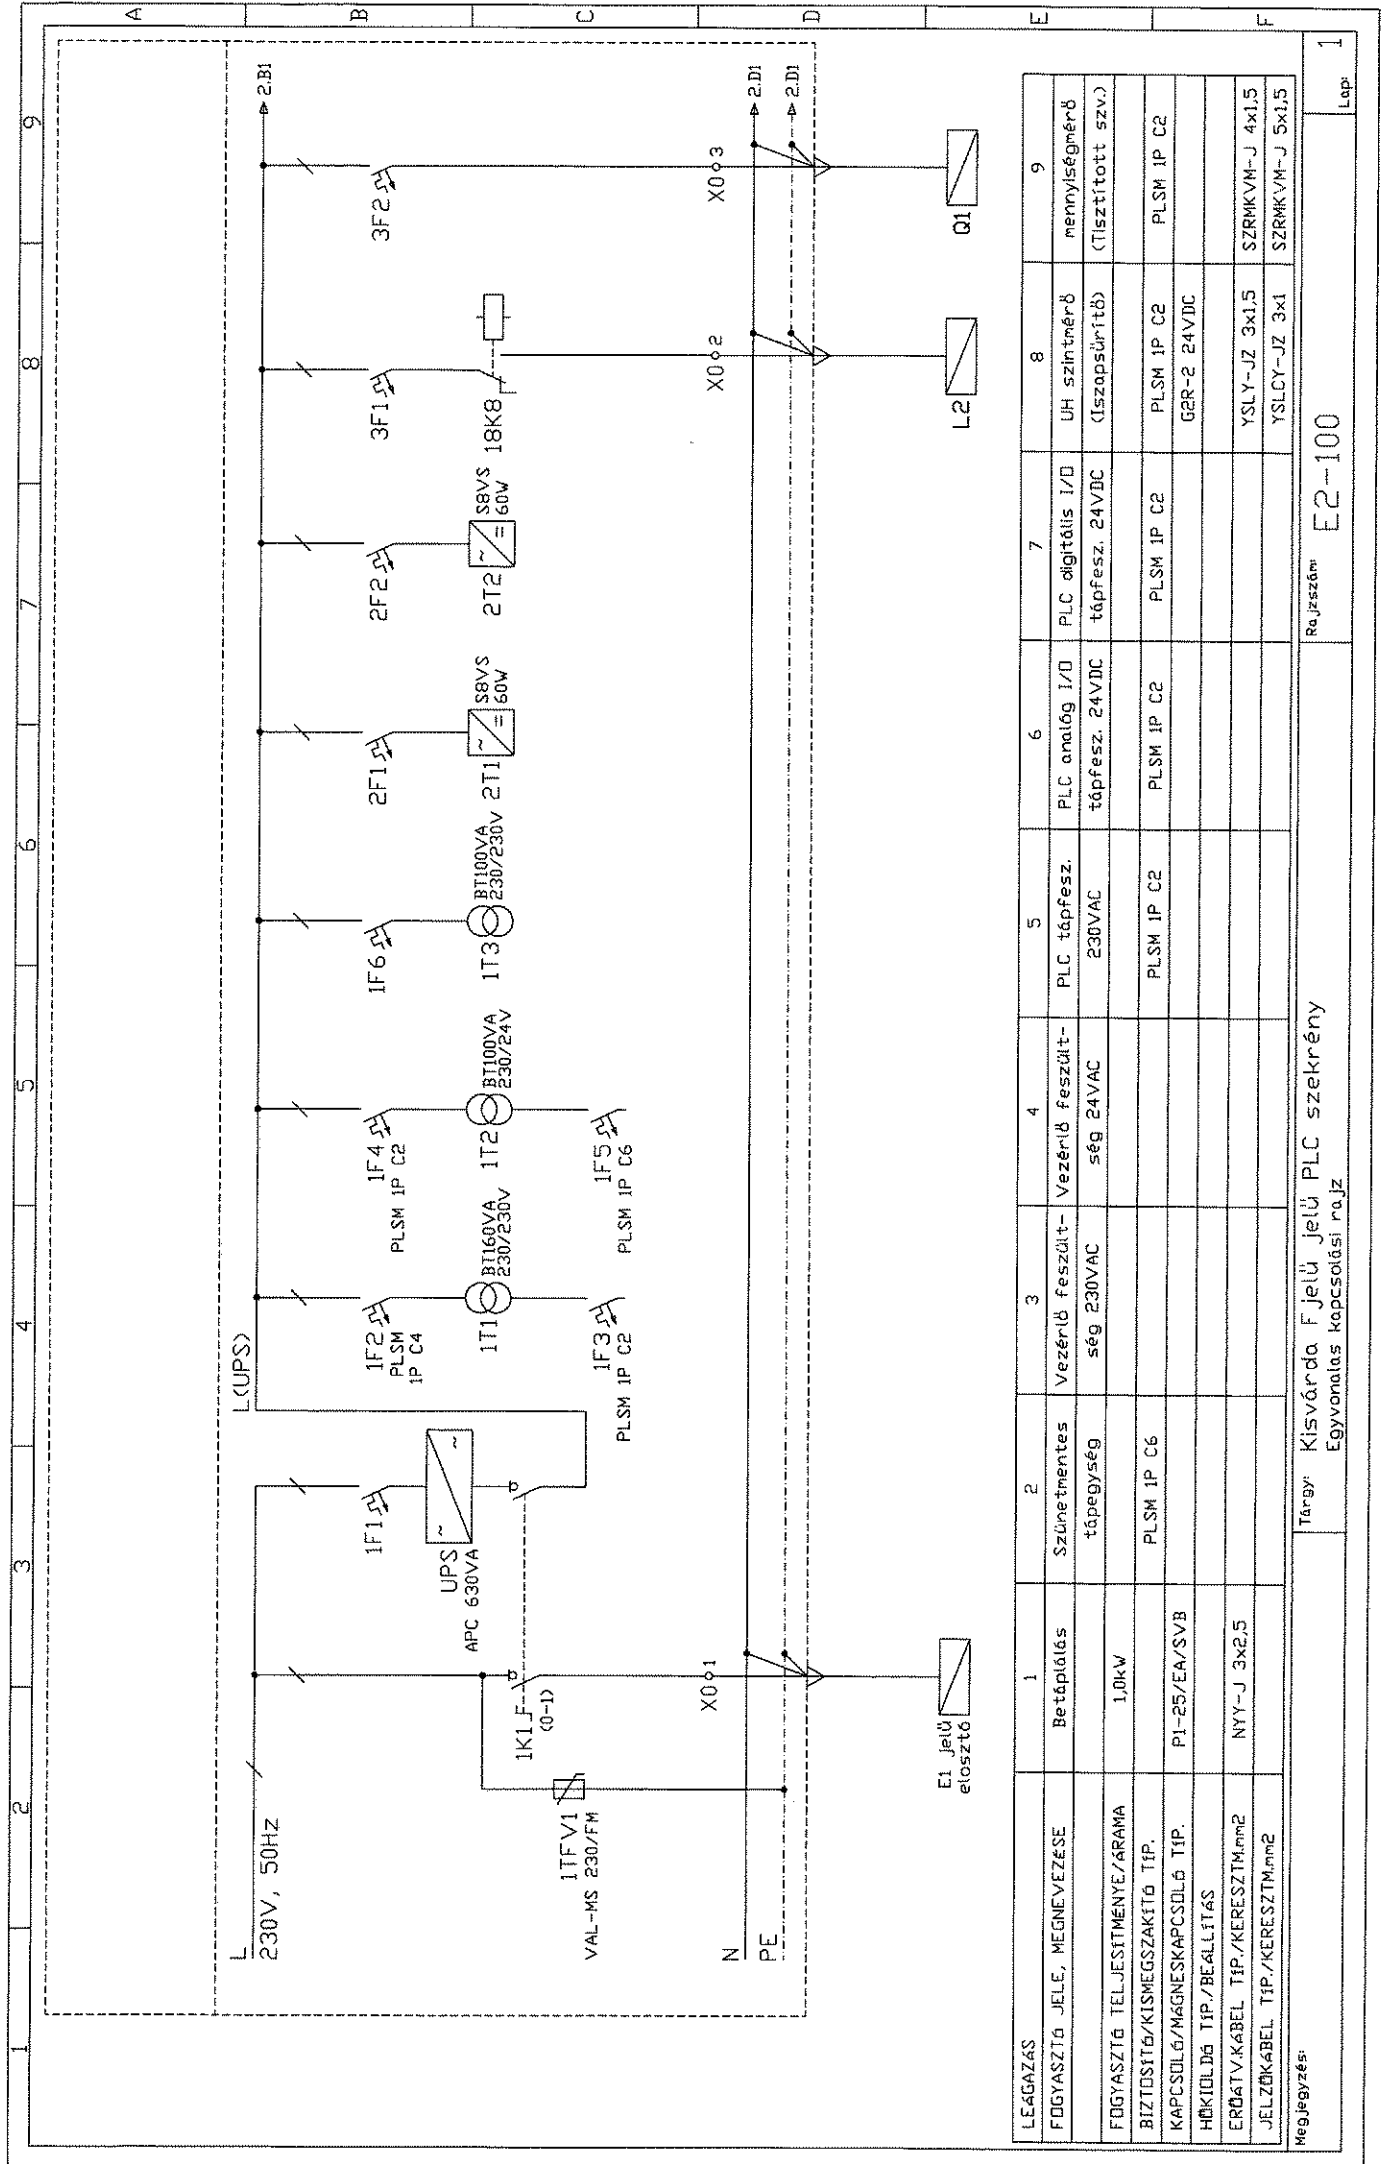 1 2 3 4 5 6 7 8 9
A
B
C
D
E
F
L
230V, 50Hz
L(UPS)
2.B1
1F1
UPS
APC 630VA
1K1
(0-1)
1TFV1
VAL-MS 230/FM
1F2
PLSM
1P C4
1T1
BT160VA
230/230V
1F3
PLSM 1P C2
1F4
PLSM 1P C2
1T2
BT100VA
230/24V
1F5
PLSM 1P C6
1F6
1T3
BT100VA
230/230V
2F1
2T1
S8VS
60W
2F2
2T2
S8VS
60W
3F1
18K8
3F2
N
PE
X0 1
X0 2
X0 3
2.D1
2.D1
E1 jelű
elosztó
L2
Q1
LEÁGAZÁS 1 2 3 4 5 6 7 8 9
FOGYASZTÓ JELE, MEGNEVEZÉSE Betáplálás Szünetmentes Vezérlő feszült- Vezérlő feszült- PLC tápfesz. PLC analóg I/O PLC digitális I/O UH szintmérő mennyiségmérő
tápegység ség 230VAC ség 24VAC 230VAC tápfesz. 24VDC tápfesz. 24VDC (Iszapsűrítő) (Tisztított szv.)
FOGYASZTÓ TELJESÍTMÉNYE/ÁRAMA 1,0kW
BIZTOSÍTÓ/KISMEGSZAKÍTÓ TÍP. PLSM 1P C6 PLSM 1P C2 PLSM 1P C2 PLSM 1P C2 PLSM 1P C2 PLSM 1P C2
KAPCSOLÓ/MÁGNESKAPCSOLÓ TÍP. P1-25/EA/SVB G2R-2 24VDC
HŐKIOLDÓ TÍP./BEÁLLÍTÁS
ERŐÁTV.KÁBEL TÍP./KERESZTM.mm2 NYY-J 3x2,5 YSLY-JZ 3x1,5 SZRMKVM-J 4x1,5
JELZŐKÁBEL TÍP./KERESZTM.mm2 YSLCY-JZ 3x1 SZRMKVM-J 5x1,5
Megjegyzés:
Tárgy: Kisvárda F jelű jelű PLC szekrény
Egyvonalas kapcsolási rajz
Rajzszám: E2-100
Lap: 1